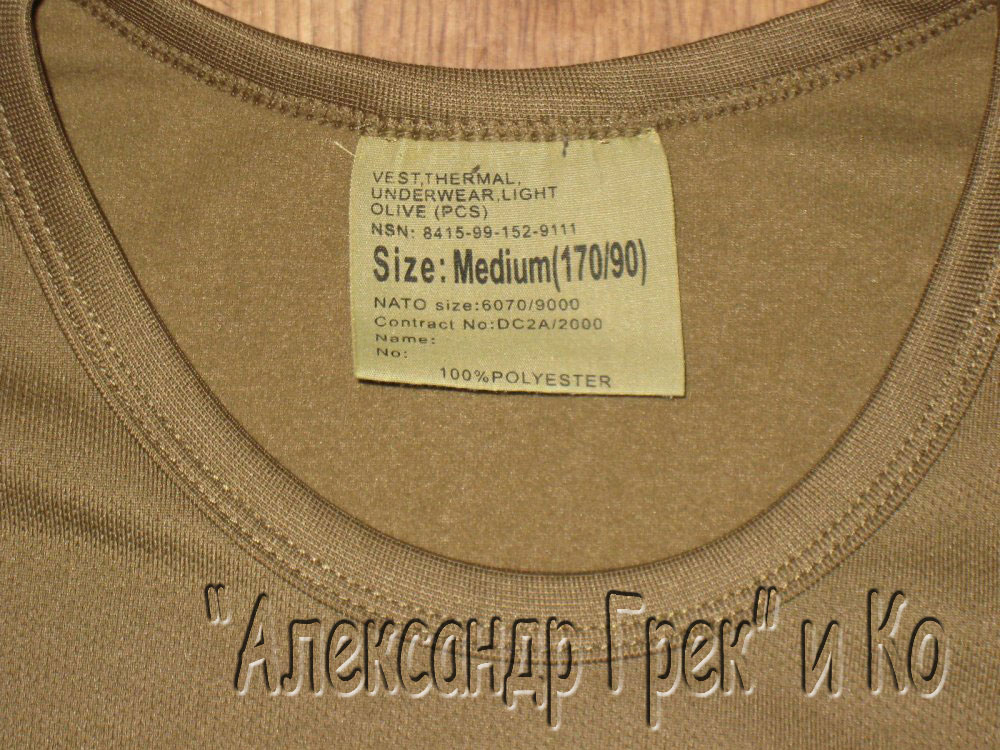 VEST,THERMAL,
UNDERWEAR,LIGHT
OLIVE (PCS)
NSN: 8415-99-152-9111
Size: Medium(170/90)
NATO size:6070/9000
Contract No:DC2A/2000
Name:
No:
100%POLYESTER
"Александр Грек" и Ко